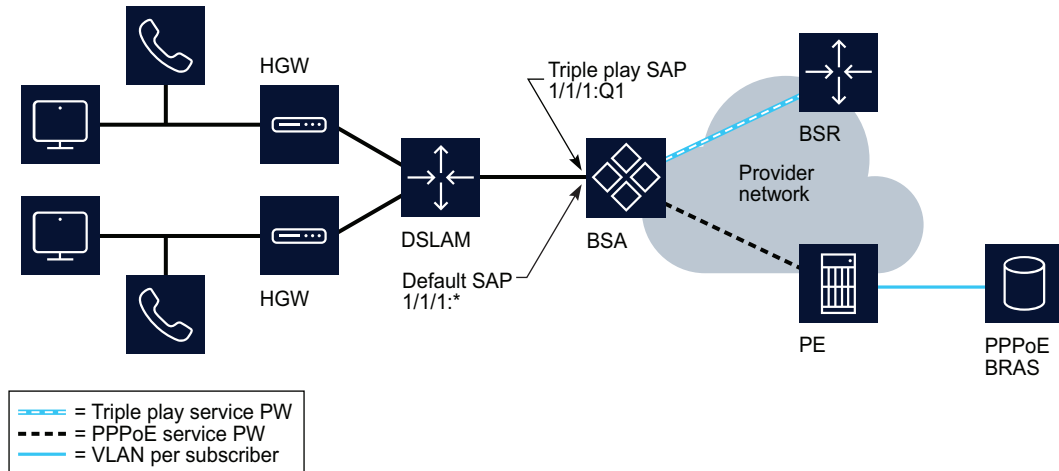 HGW
Triple play SAP
1/1/1:Q1
BSR
Provider
network
DSLAM
BSA
HGW
Default SAP
1/1/1:*
PE
PPPoE
BRAS
= Triple play service PW
= PPPoE service PW
= VLAN per subscriber